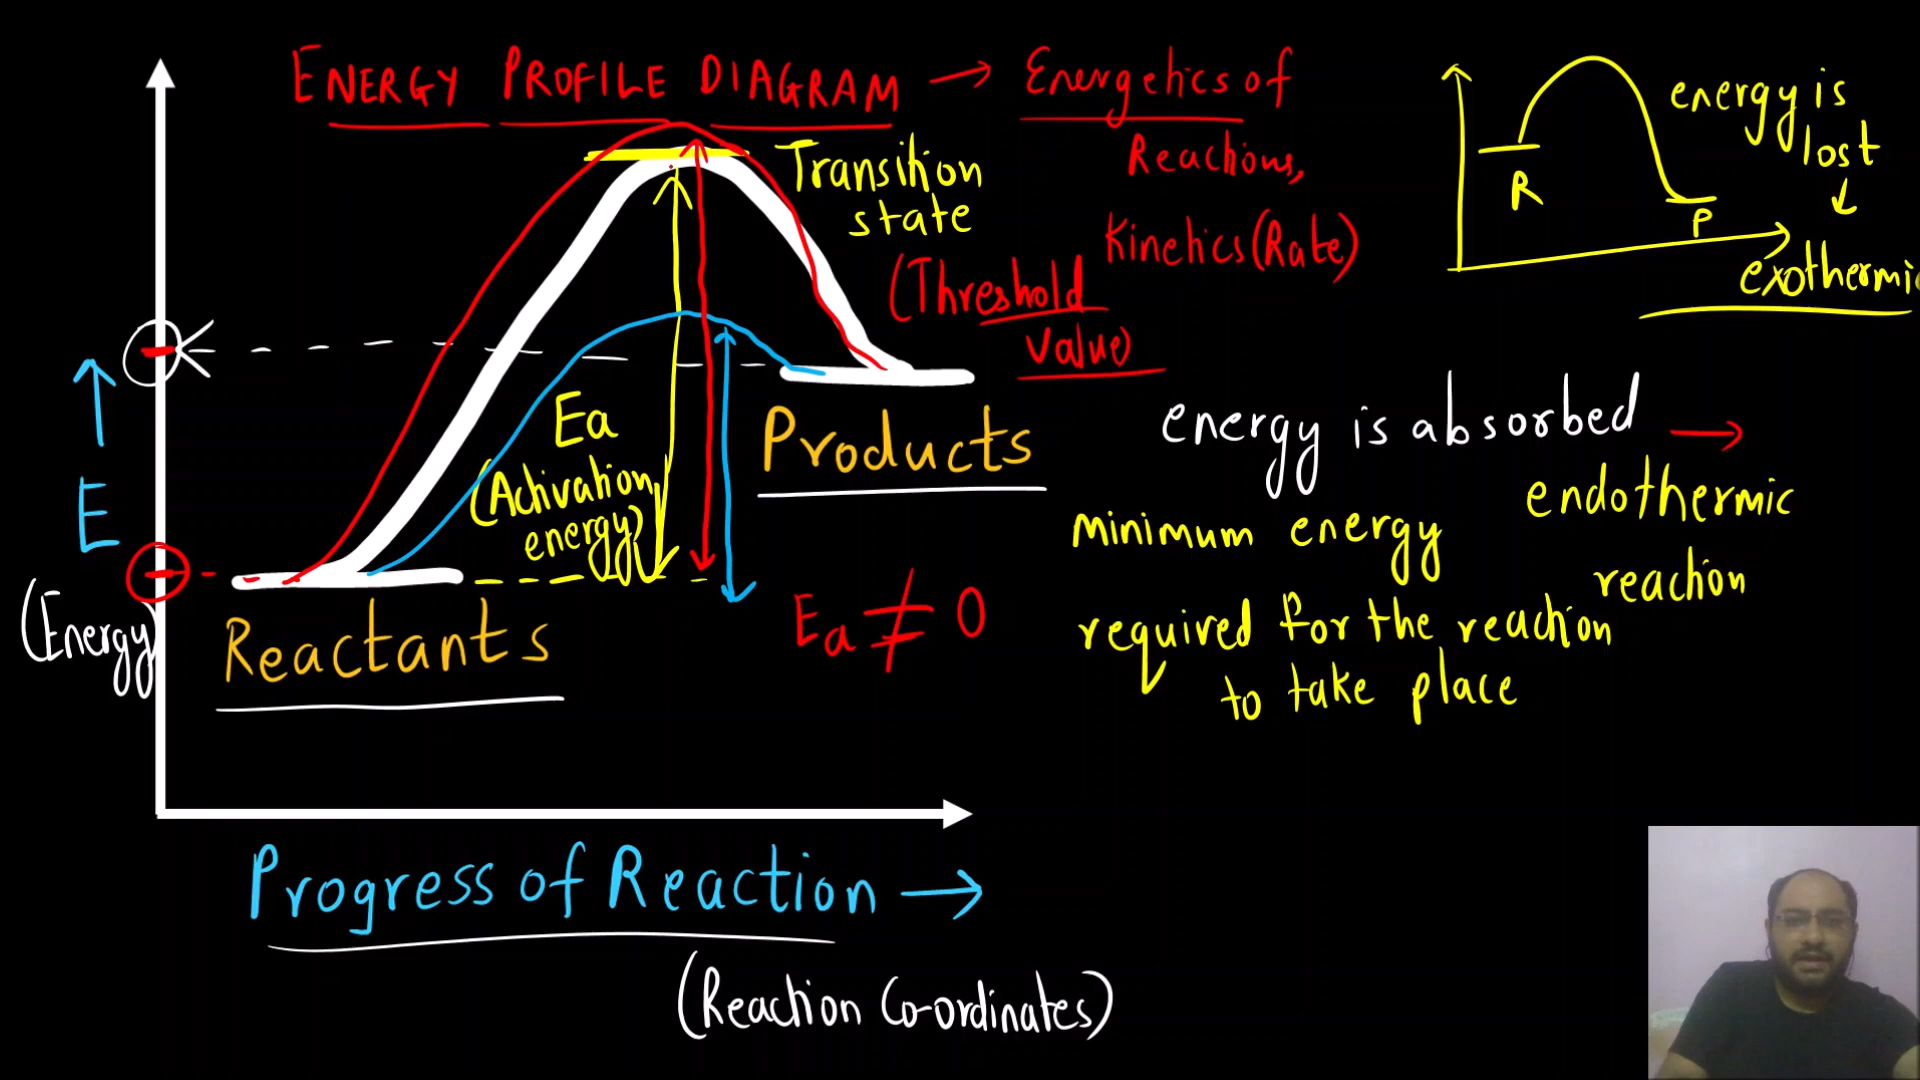 ENERGY PROFILE DIAGRAM → Energetics of
Reactions,
Kinetics (Rate)
Transition
state
(Threshold
value)
energy is
lost
↓
exothermic
R
P
Ea
(Activation
energy)
Products
energy is absorbed →
endothermic
reaction
Minimum energy
required for the reaction
to take place
Ea ≠ 0
↑
E
(Energy)
Reactants
Progress of Reaction →
(Reaction Co-ordinates)